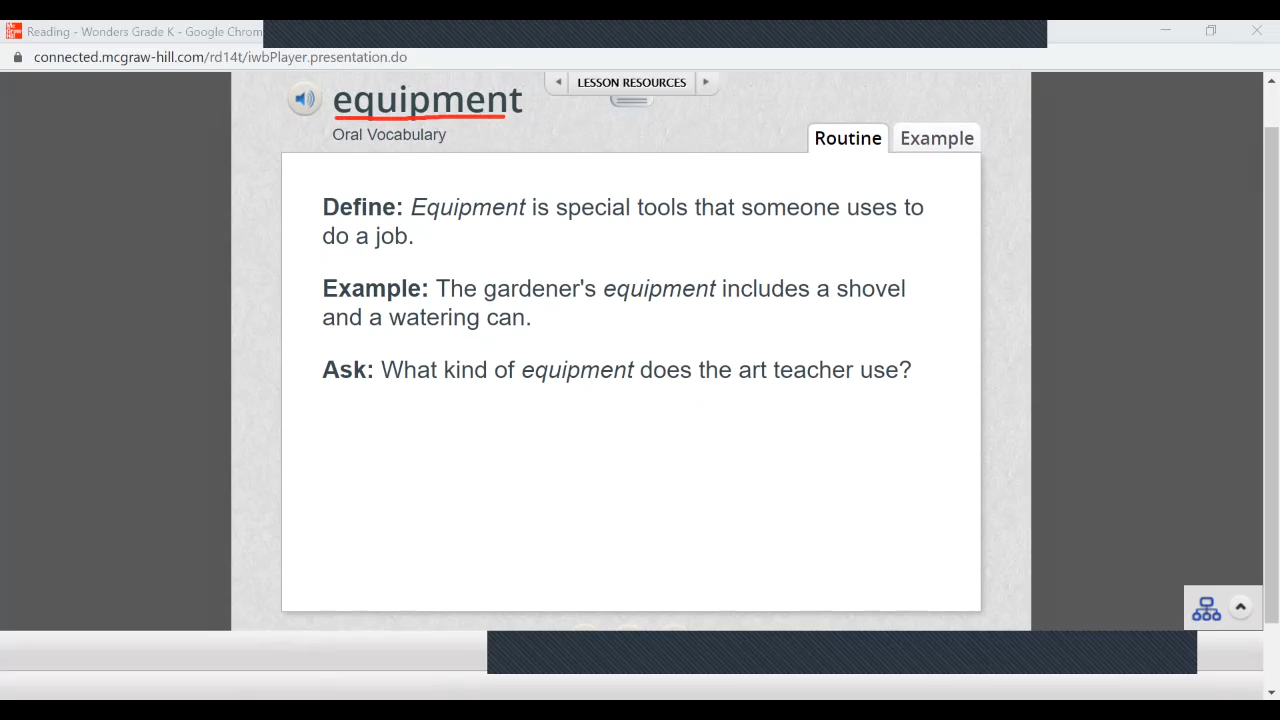 Reading - Wonders Grade K - Google Chrom
connected.mcgraw-hill.com/rd14t/iwbPlayer.presentation.do
LESSON RESOURCES
equipment
Oral Vocabulary
Routine
Example
Define: Equipment is special tools that someone uses to
do a job.
Example: The gardener's equipment includes a shovel
and a watering can.
Ask: What kind of equipment does the art teacher use?